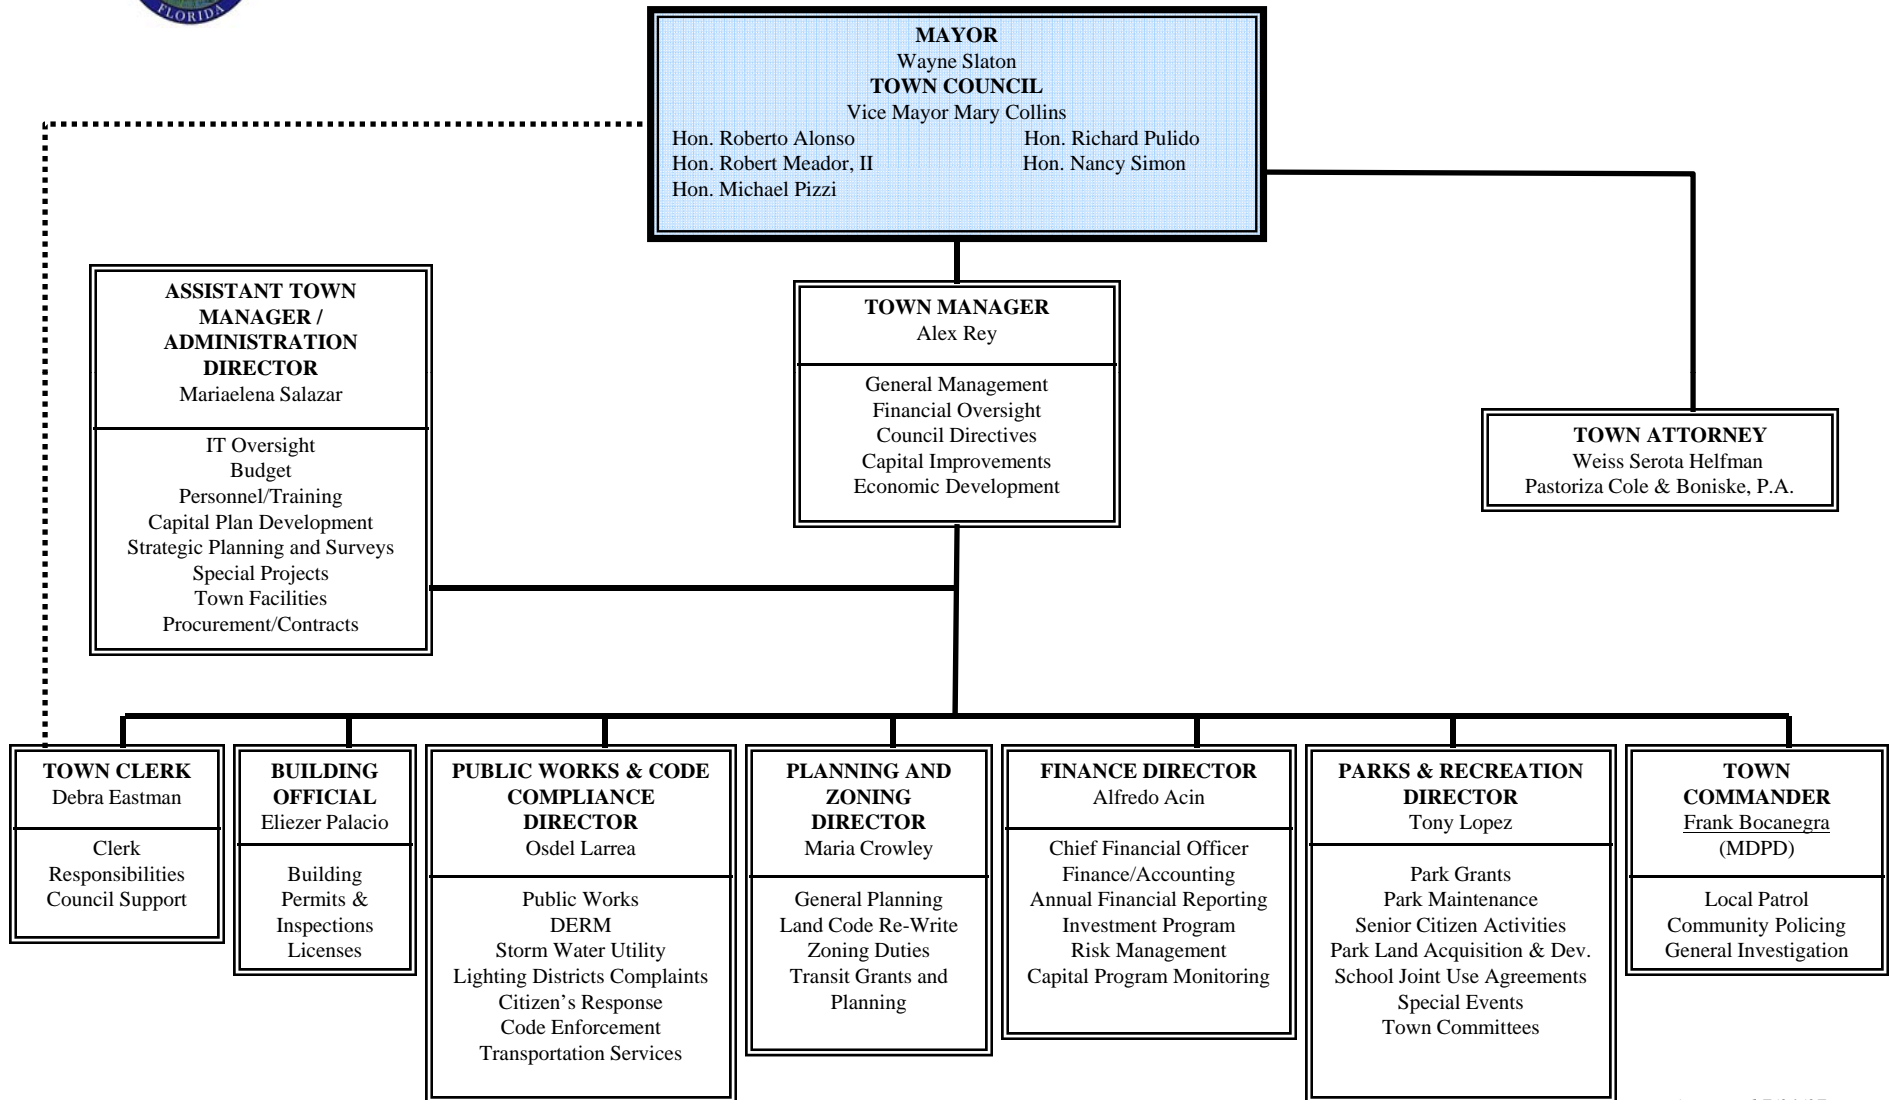 FLORIDA
MAYOR
Wayne Slaton
TOWN COUNCIL
Vice Mayor Mary Collins
Hon. Roberto Alonso
Hon. Richard Pulido
Hon. Robert Meador, II
Hon. Nancy Simon
Hon. Michael Pizzi
ASSISTANT TOWN
MANAGER /
ADMINISTRATION
DIRECTOR
Mariaelena Salazar
IT Oversight
Budget
Personnel/Training
Capital Plan Development
Strategic Planning and Surveys
Special Projects
Town Facilities
Procurement/Contracts
TOWN MANAGER
Alex Rey
General Management
Financial Oversight
Council Directives
Capital Improvements
Economic Development
TOWN ATTORNEY
Weiss Serota Helfman
Pastoriza Cole & Boniske, P.A.
TOWN CLERK
Debra Eastman
Clerk
Responsibilities
Council Support
BUILDING
OFFICIAL
Eliezer Palacio
Building
Permits &
Inspections
Licenses
PUBLIC WORKS & CODE
COMPLIANCE
DIRECTOR
Osdel Larrea
Public Works
DERM
Storm Water Utility
Lighting Districts Complaints
Citizen’s Response
Code Enforcement
Transportation Services
PLANNING AND
ZONING
DIRECTOR
Maria Crowley
General Planning
Land Code Re-Write
Zoning Duties
Transit Grants and
Planning
FINANCE DIRECTOR
Alfredo Acin
Chief Financial Officer
Finance/Accounting
Annual Financial Reporting
Investment Program
Risk Management
Capital Program Monitoring
PARKS & RECREATION
DIRECTOR
Tony Lopez
Park Grants
Park Maintenance
Senior Citizen Activities
Park Land Acquisition & Dev.
School Joint Use Agreements
Special Events
Town Committees
TOWN
COMMANDER
Frank Bocanegra
(MDPD)
Local Patrol
Community Policing
General Investigation